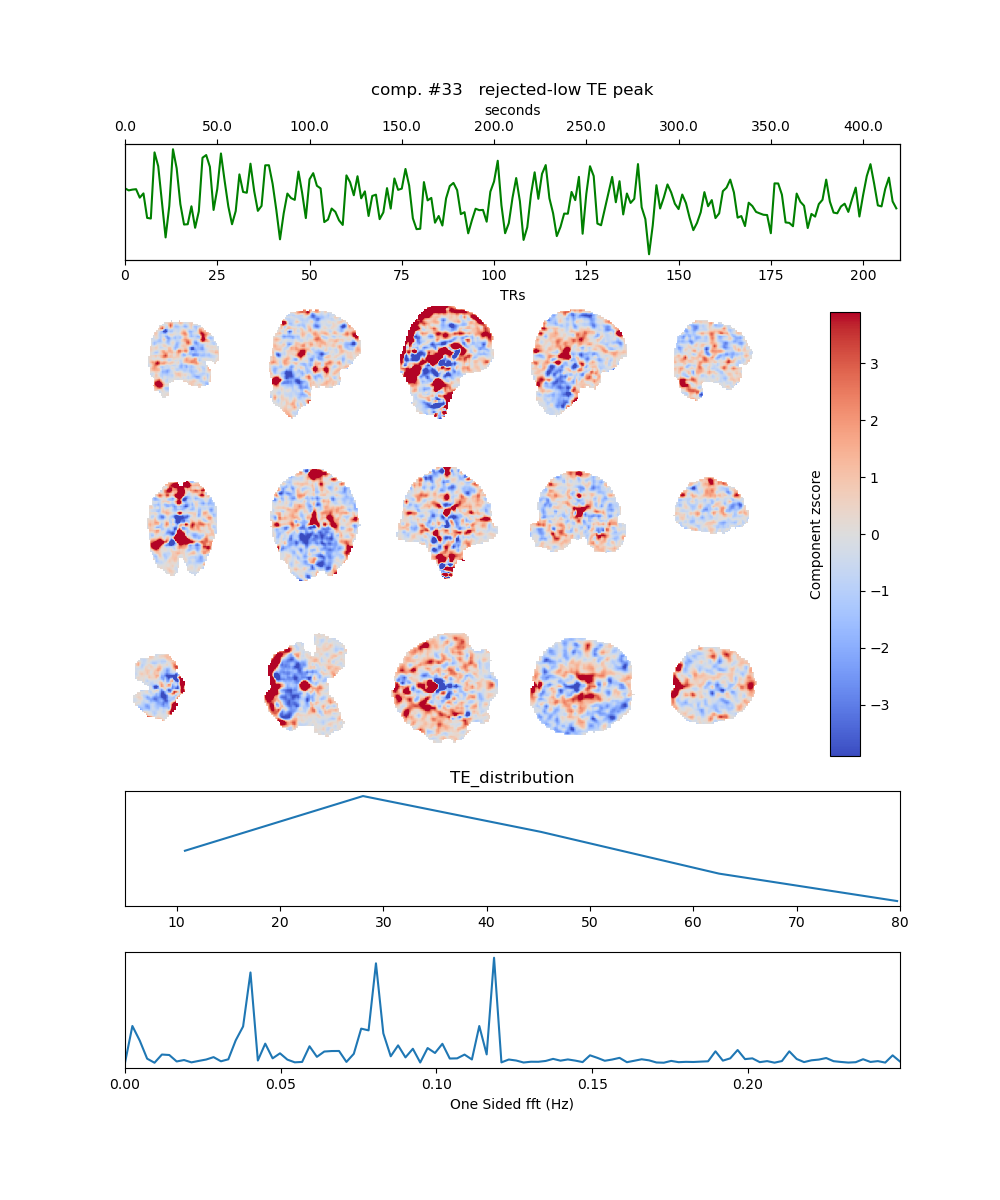 comp. #33   rejected-low TE peak
seconds
0.0 50.0 100.0 150.0 200.0 250.0 300.0 350.0 400.0
0 25 50 75 100 125 150 175 200
TRs
3
2
1
0
−1
−2
−3
Component zscore
TE_distribution
10 20 30 40 50 60 70 80
0.00 0.05 0.10 0.15 0.20
One Sided fft (Hz)